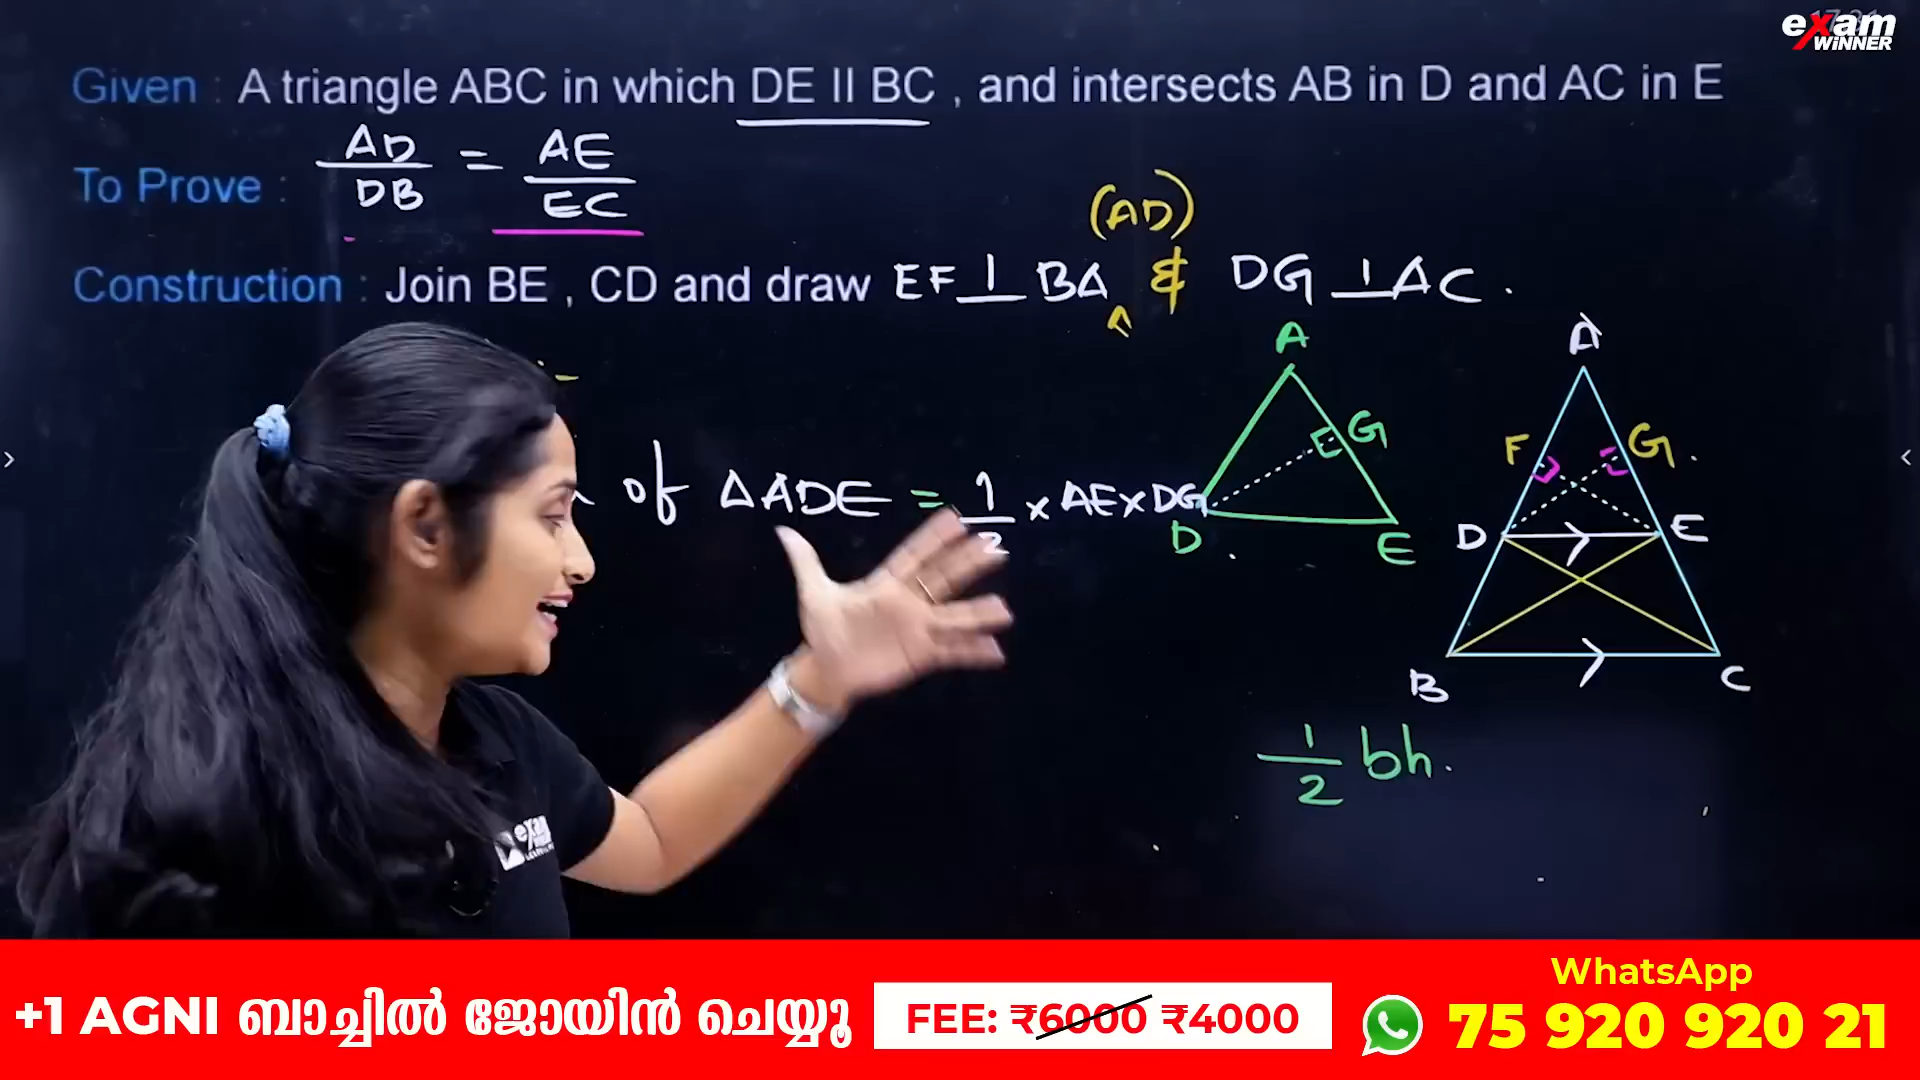 exam
WINNER
Given : A triangle ABC in which DE II BC , and intersects AB in D and AC in E
To Prove : AD/DB = AE/EC
(AD)
Construction : Join BE , CD and draw EF ⊥ BA & DG ⊥ AC .
of ΔADE = 1/2 × AE × DG
A
G
D
E
A
F
G
D
E
B
C
1/2 bh.
exam
+1 AGNI ബാച്ചിൽ ജോയിൻ ചെയ്യൂ
FEE: ₹6000 ₹4000
WhatsApp
75 920 920 21